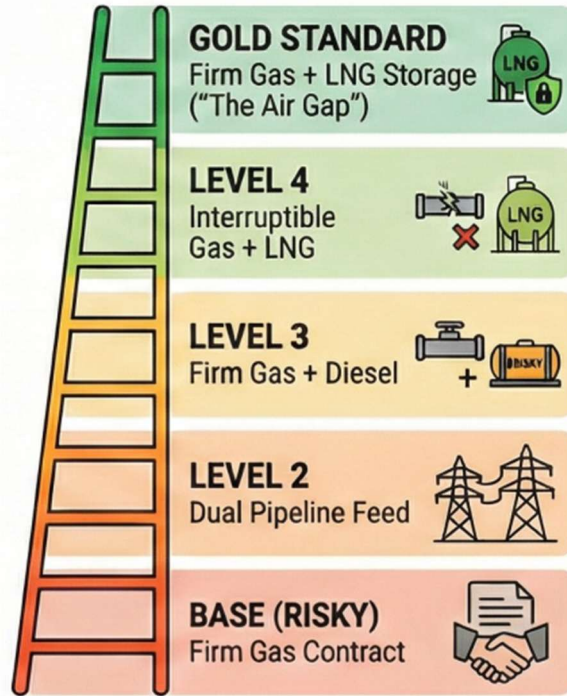 GOLD STANDARD
Firm Gas + LNG Storage
("The Air Gap")
LNG
LEVEL 4
Interruptible
Gas + LNG
LNG
LEVEL 3
Firm Gas + Diesel
+
LEVEL 2
Dual Pipeline Feed
BASE (RISKY)
Firm Gas Contract